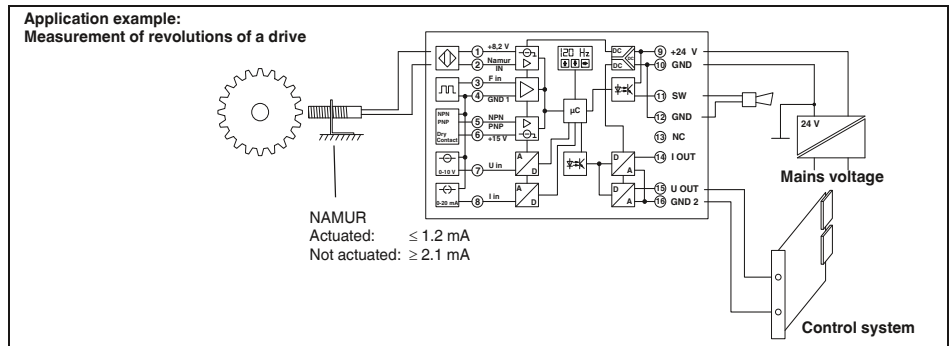 Application example:
Measurement of revolutions of a drive
1 +8,2 V
2 Namur
IN
3 F in
4 GND 1
NPN
PNP
Dry
Contact
5 NPN
PNP
6 +15 V
0-10 V
7 U in
0-20 mA
8 I in
A
D
A
D
120 Hz
µC
DC
DC
D
A
D
A
9 +24 V
10 GND
11 SW
12 GND
13 NC
14 I OUT
15 U OUT
16 GND 2
24 V
Mains voltage
NAMUR
Actuated: ≤ 1.2 mA
Not actuated: ≥ 2.1 mA
Control system